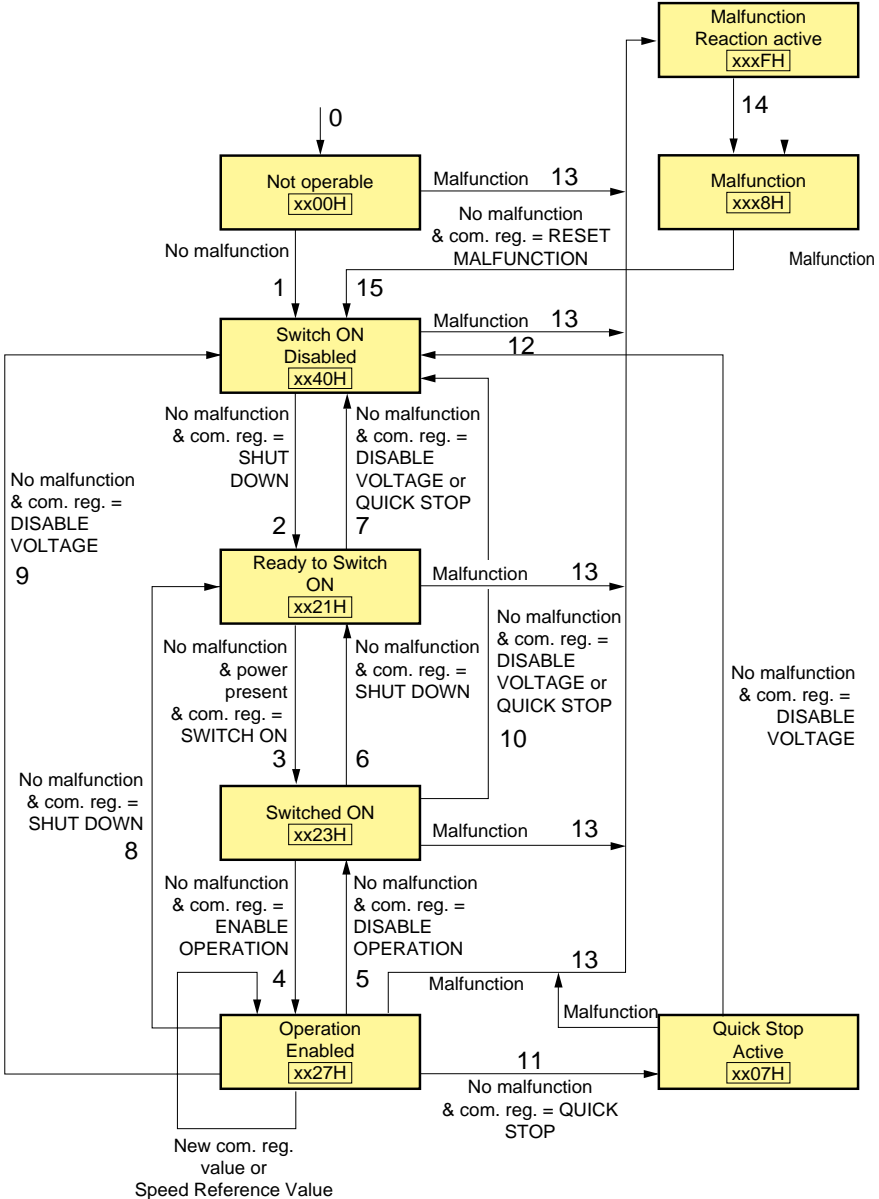 Malfunction
Reaction active
xxxFH
14
0
Not operable
xx00H
Malfunction 13
Malfunction
xxx8H
No malfunction
& com. reg. = RESET
MALFUNCTION
No malfunction
Malfunction
1
15
Switch ON
Disabled
xx40H
Malfunction 13
12
No malfunction
& com. reg. =
SHUT
DOWN
No malfunction
& com. reg. =
DISABLE
VOLTAGE or
QUICK STOP
No malfunction
& com. reg. =
DISABLE
VOLTAGE
9
2
7
Ready to Switch
ON
xx21H
Malfunction 13
No malfunction
& power
present
& com. reg. =
SWITCH ON
No malfunction
& com. reg. =
SHUT DOWN
No malfunction
& com. reg. =
DISABLE
VOLTAGE or
QUICK STOP
10
No malfunction
& com. reg. =
DISABLE
VOLTAGE
3
6
No malfunction
& com. reg. =
SHUT DOWN
8
Switched ON
xx23H
Malfunction 13
No malfunction
& com. reg. =
ENABLE
OPERATION
No malfunction
& com. reg. =
DISABLE
OPERATION
4
5
13
Malfunction
Malfunction
Operation
Enabled
xx27H
Quick Stop
Active
xx07H
11
No malfunction
& com. reg. = QUICK
STOP
New com. reg.
value or
Speed Reference Value